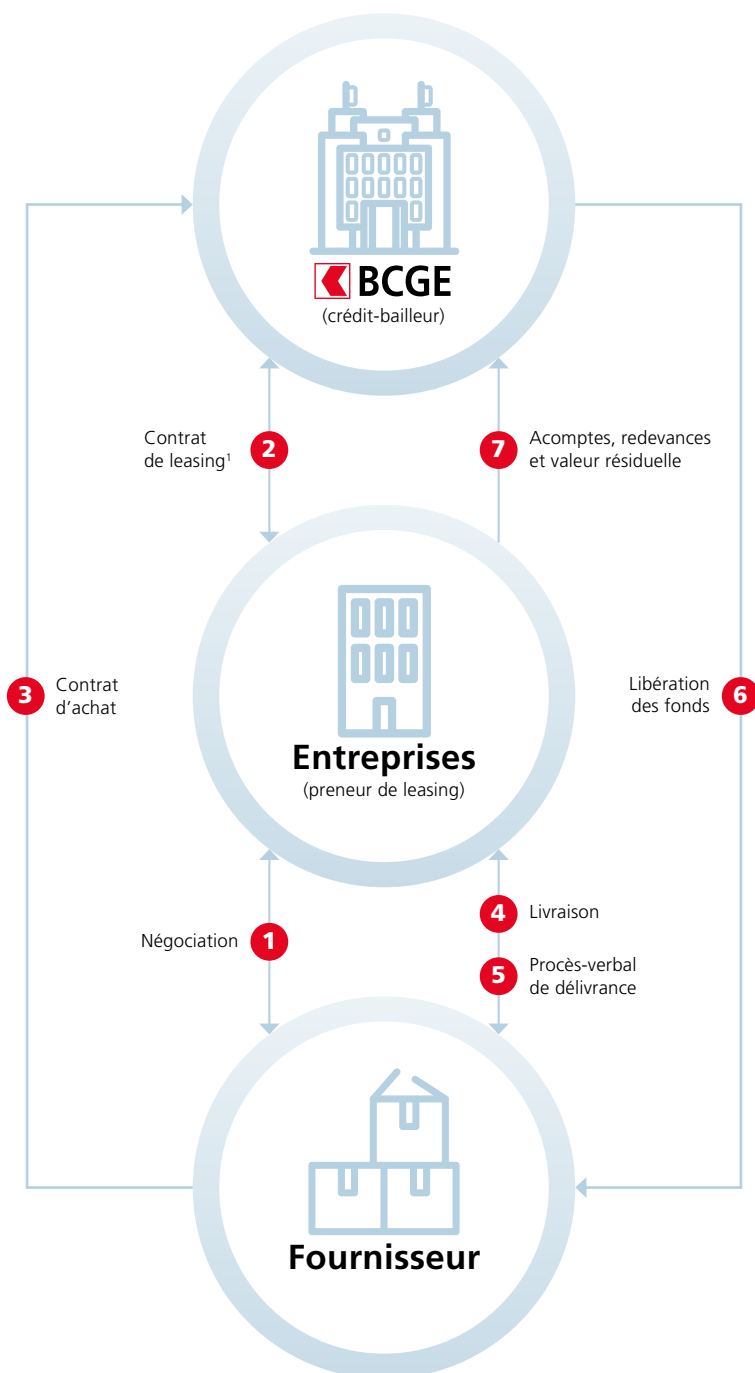 BCGE
(crédit-bailleur)
Contrat
de leasing¹
2
7
Acomptes, redevances
et valeur résiduelle
3
Contrat
d'achat
Entreprises
(preneur de leasing)
Libération
des fonds
6
Négociation
1
4
Livraison
5
Procès-verbal
de délivrance
Fournisseur